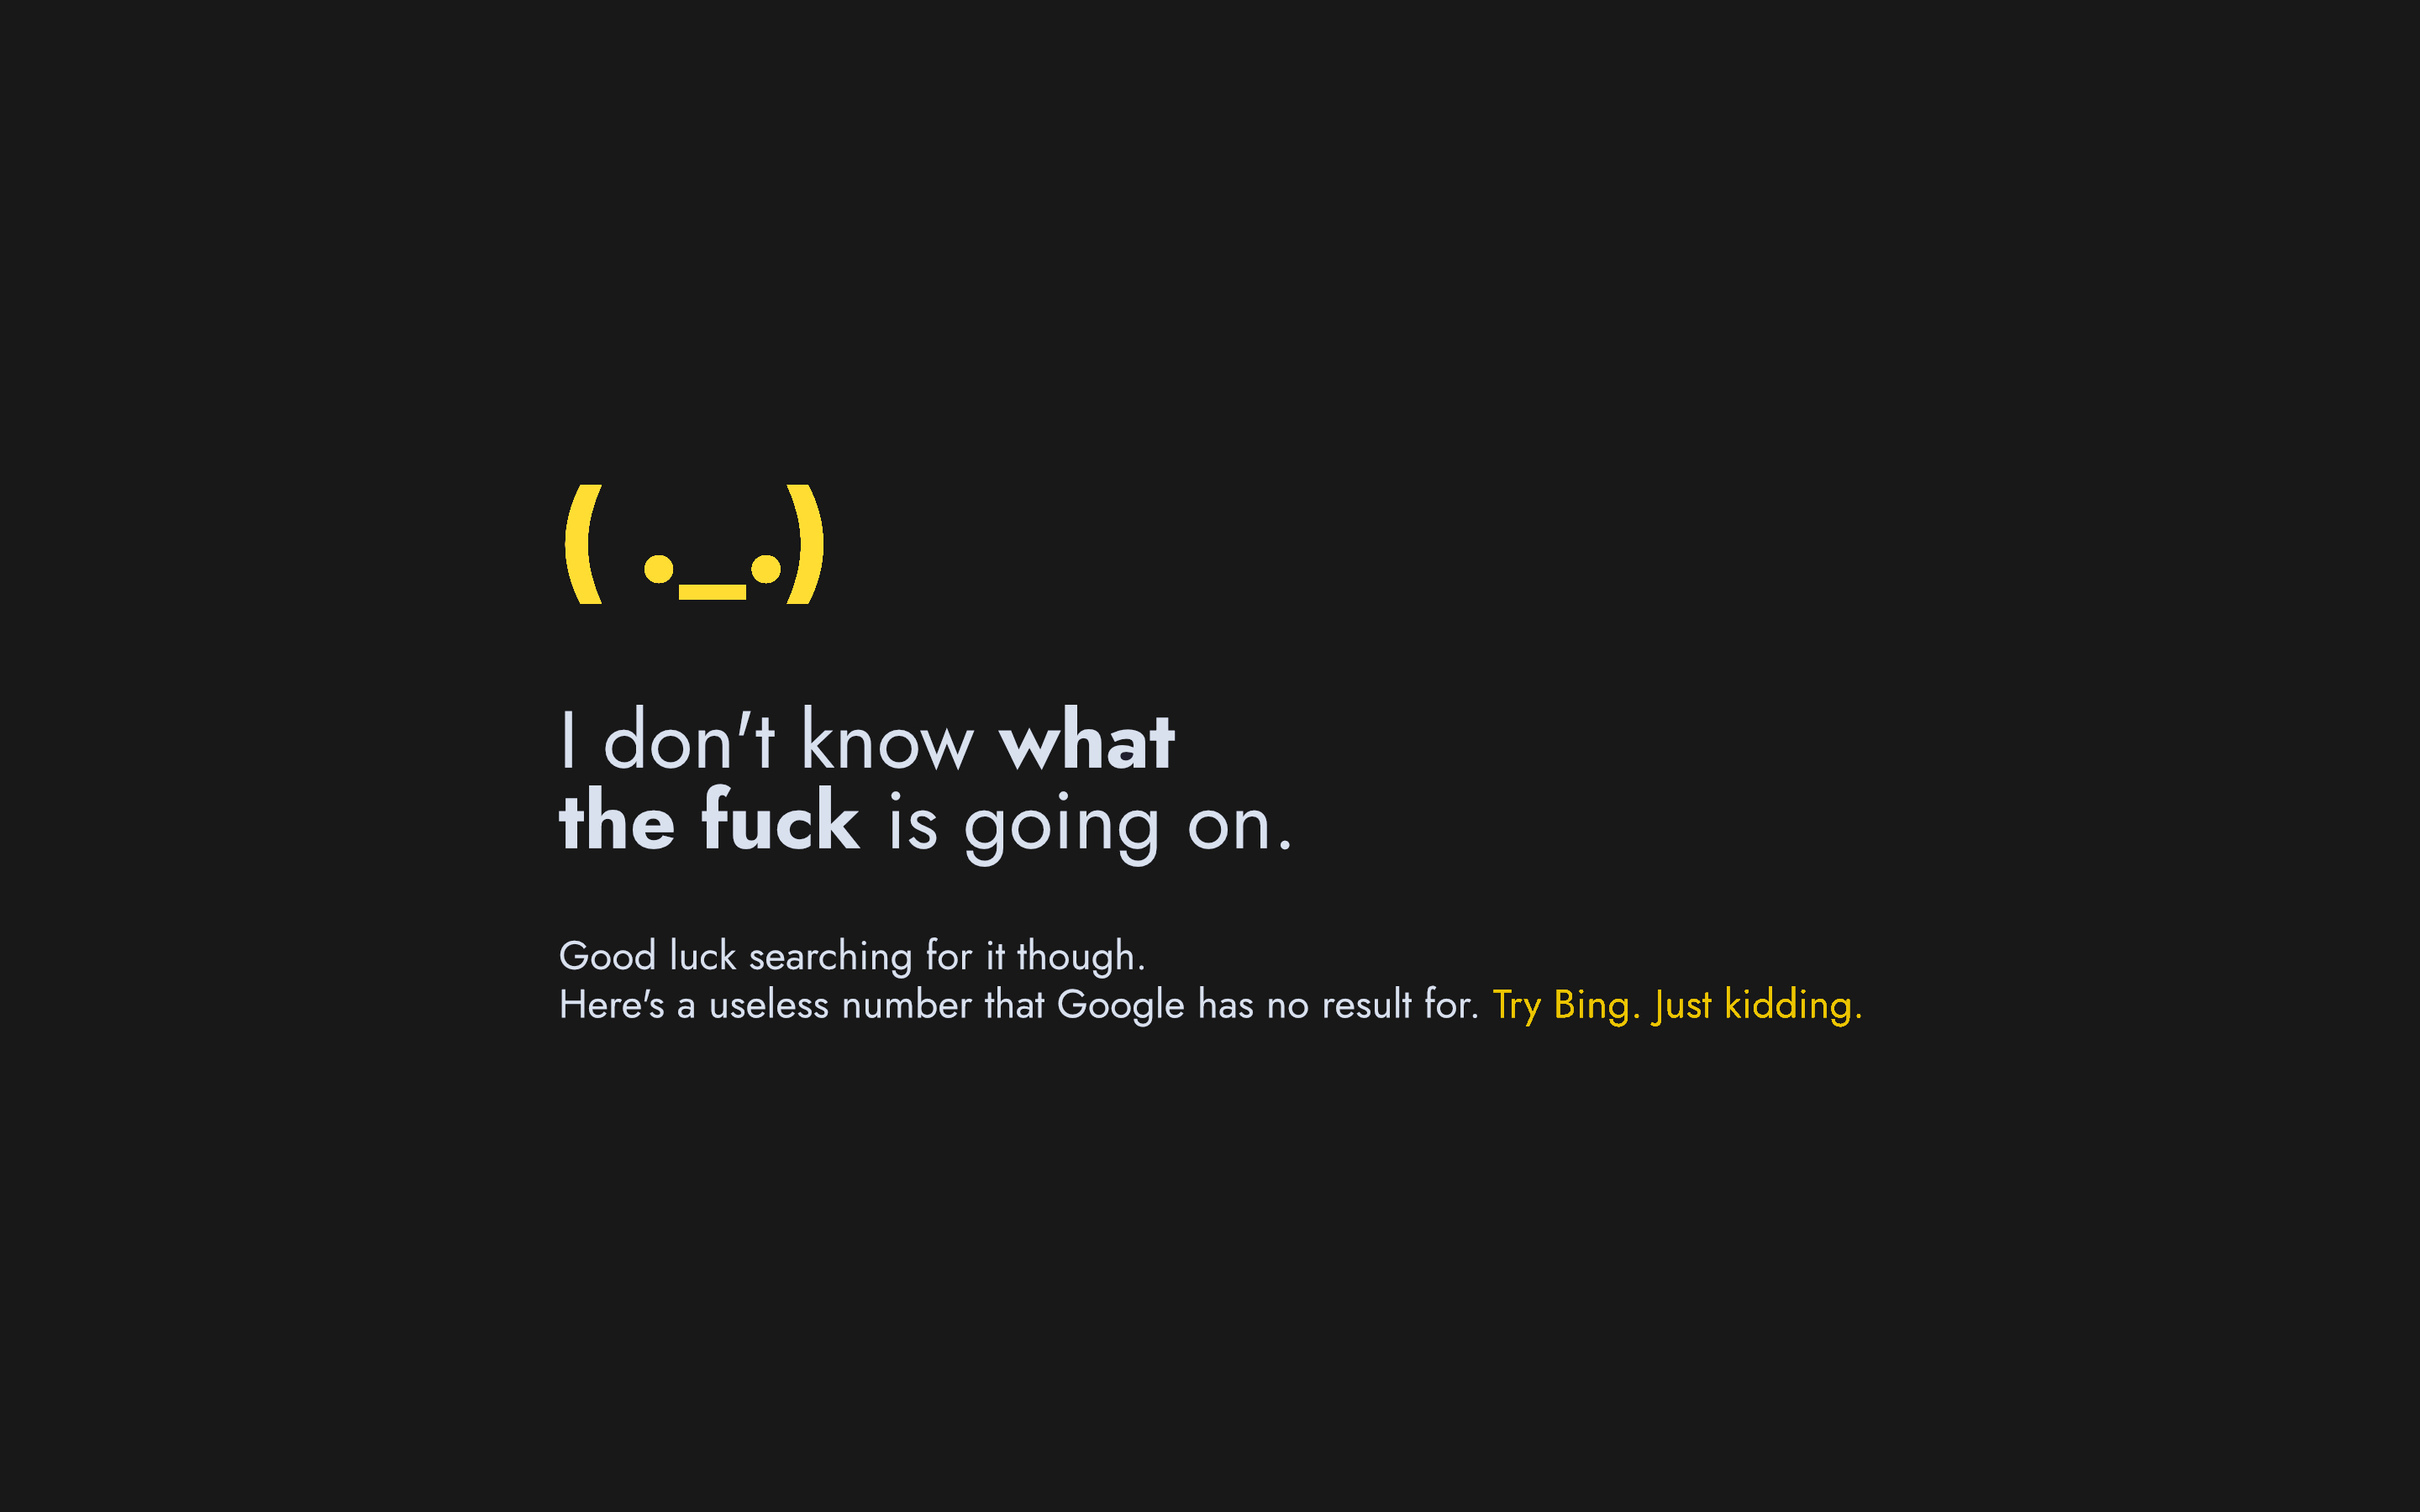 ( ._.)
I don't know what
the fuck is going on.
Good luck searching for it though.
Here's a useless number that Google has no result for. Try Bing. Just kidding.